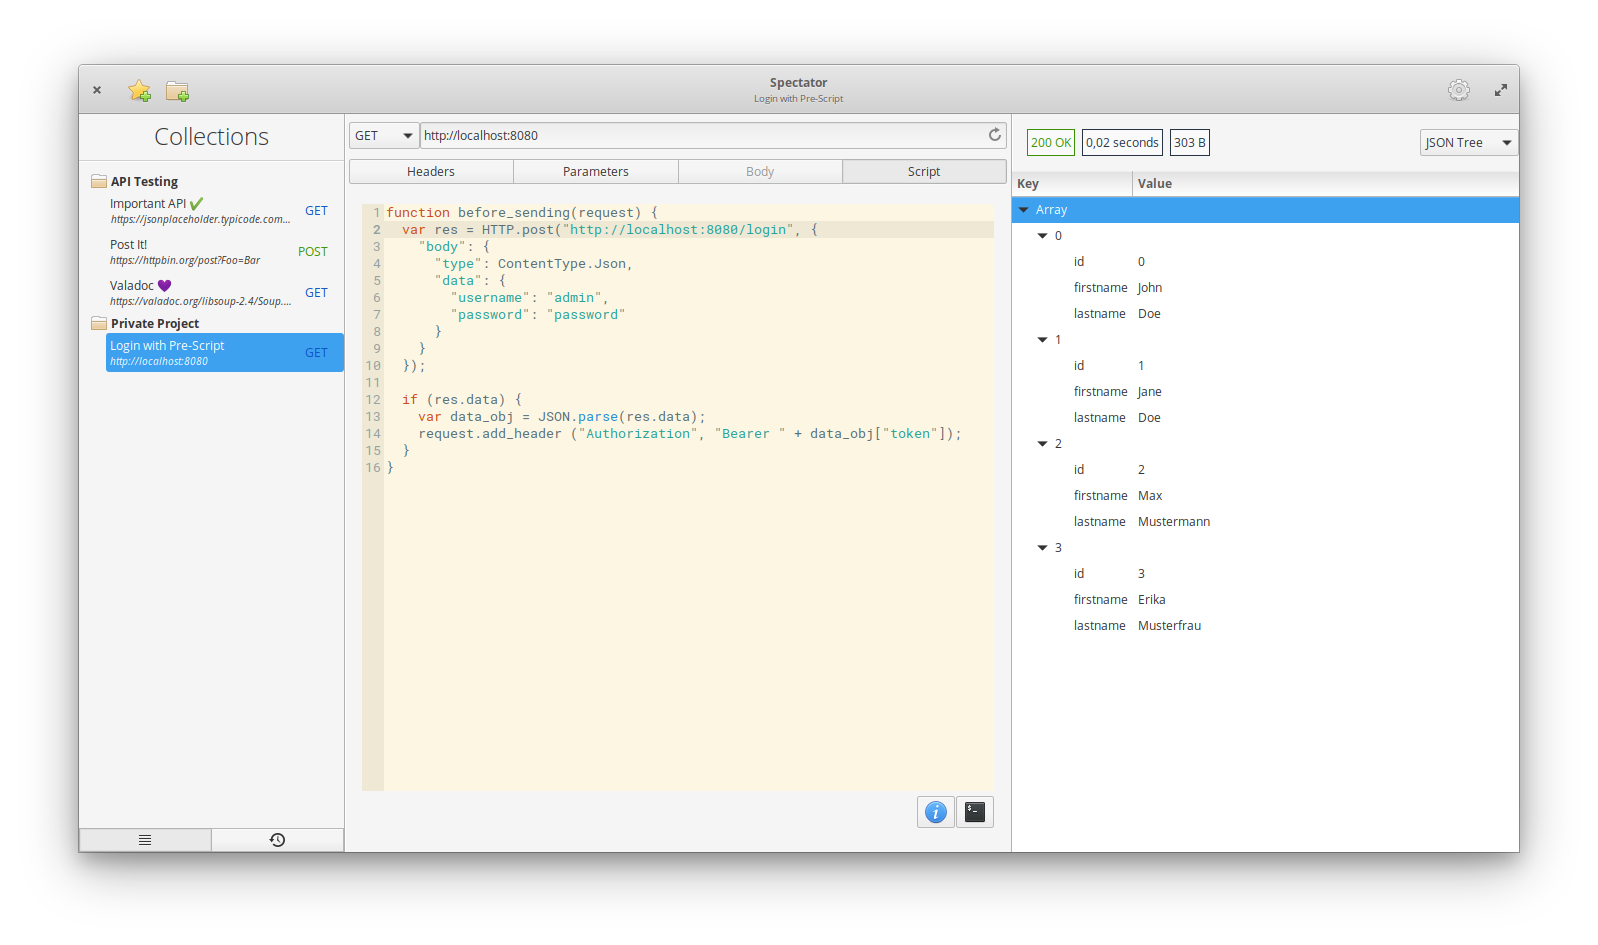 Spectator
Login with Pre-Script
Collections
API Testing
Important API ✔
https://jsonplaceholder.typicode.com...
GET
Post It!
https://httpbin.org/post?Foo=Bar
POST
Valadoc 💜
https://valadoc.org/libsoup-2.4/Soup....
GET
Private Project
Login with Pre-Script
http://localhost:8080
GET
GET
http://localhost:8080
Headers
Parameters
Body
Script
1 function before_sending(request) {
2   var res = HTTP.post("http://localhost:8080/login", {
3     "body": {
4       "type": ContentType.Json,
5       "data": {
6         "username": "admin",
7         "password": "password"
8       }
9     }
10   });
11
12   if (res.data) {
13     var data_obj = JSON.parse(res.data);
14     request.add_header ("Authorization", "Bearer " + data_obj["token"]);
15   }
16 }
200 OK
0,02 seconds
303 B
JSON Tree
Key Value
Array
0
id 0
firstname John
lastname Doe
1
id 1
firstname Jane
lastname Doe
2
id 2
firstname Max
lastname Mustermann
3
id 3
firstname Erika
lastname Musterfrau